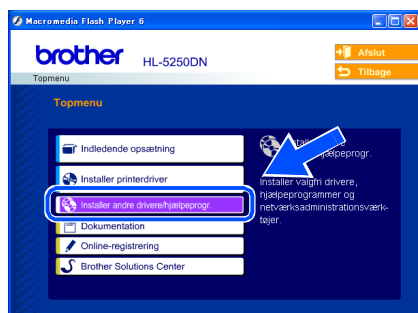 Macromedia Flash Player 6
brother
HL-5250DN
Afslut
Tilbage
Topmenu
Topmenu
Indledende opsætning
Installer printerdriver
Installer andre drivere/hjælpeprogr.
Dokumentation
Online-registrering
Brother Solutions Center
Installer valgfri drivere,
hjælpeprogrammer og
netværksadministrationsværk-
tøjer.